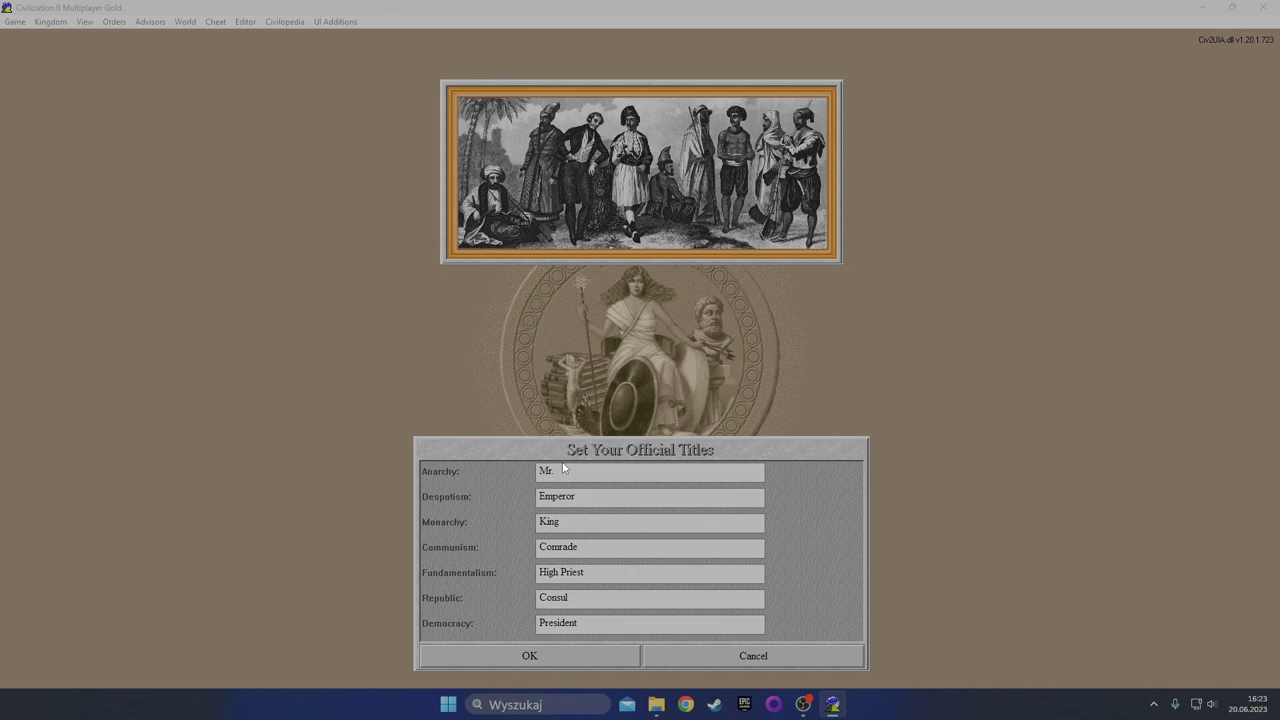 Civilization II Multiplayer Gold
Game Kingdom View Orders Advisors World Cheat Editor Civilopedia UI Additions
Civ2UIA.dll v1.20.1.723
Set Your Official Titles
Anarchy: Mr.
Despotism: Emperor
Monarchy: King
Communism: Comrade
Fundamentalism: High Priest
Republic: Consul
Democracy: President
OK Cancel
Wyszukaj
EPIC
16:23
20.06.2023